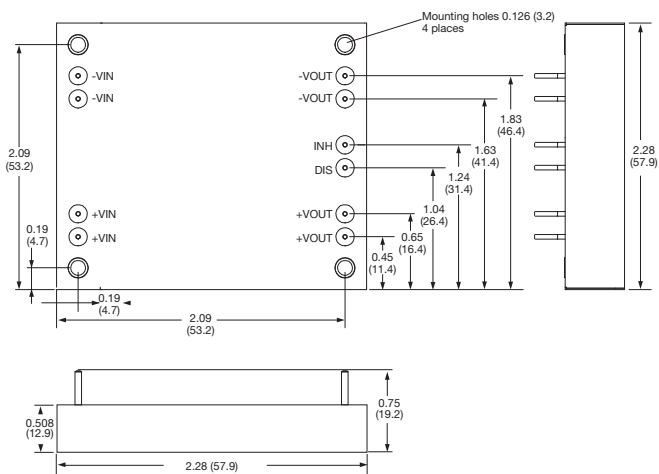 Mounting holes 0.126 (3.2)
4 places
-VIN
-VOUT
-VIN
-VOUT
INH
DIS
+VIN
+VOUT
+VIN
+VOUT
2.09
(53.2)
0.19
(4.7)
0.19
(4.7)
2.09
(53.2)
0.45
(11.4)
0.65
(16.4)
1.04
(26.4)
1.24
(31.4)
1.63
(41.4)
1.83
(46.4)
2.28
(57.9)
0.508
(12.9)
0.75
(19.2)
2.28 (57.9)